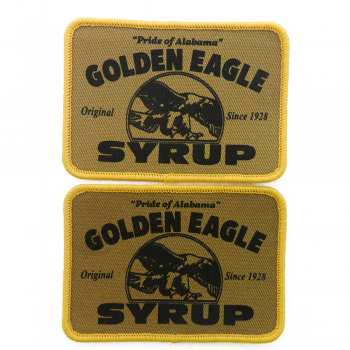 "Pride of Alabama"
GOLDEN EAGLE
Original Since 1928
SYRUP
"Pride of Alabama"
GOLDEN EAGLE
Original Since 1928
SYRUP